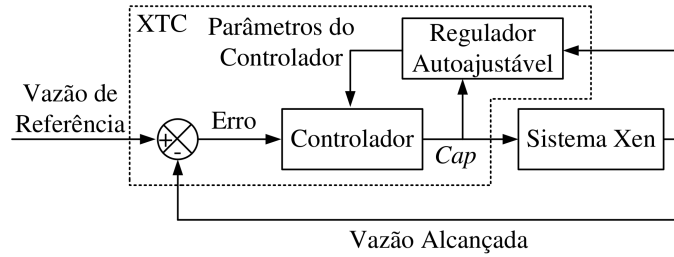 XTC
Parâmetros do
Controlador
Regulador
Autoajustável
Vazão de
Referência
+
-
Erro
Controlador
Cap
Sistema Xen
Vazão Alcançada